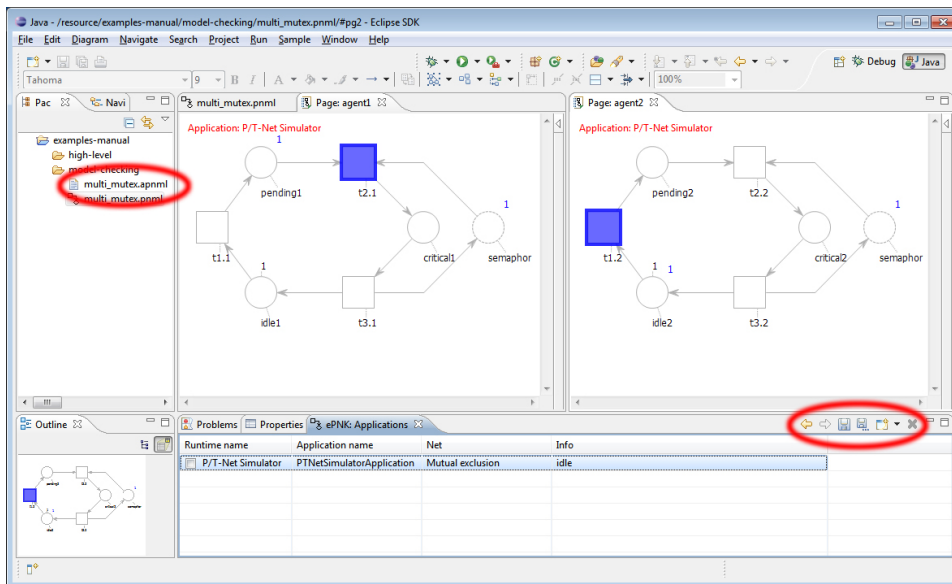 Java - /resource/examples-manual/model-checking/multi_mutex.pnml/#pg2 - Eclipse SDK
File Edit Diagram Navigate Search Project Run Sample Window Help
Debug Java
Tahoma 9 B I A 100%
Pac Navi
examples-manual
high-level
model-checking
multi_mutex.apnml
multi_mutex.pnml
multi_mutex.pnml Page: agent1
Application: P/T-Net Simulator
1
pending1 t2.1
1
t1.1 critical1 semaphor
1
idle1 t3.1
Page: agent2
Application: P/T-Net Simulator
pending2 t2.2
1
t1.2 critical2 semaphor
1 1
idle2 t3.2
Outline
Problems Properties ePNK: Applications
Runtime name Application name Net Info
P/T-Net Simulator PTNetSimulatorApplication Mutual exclusion idle